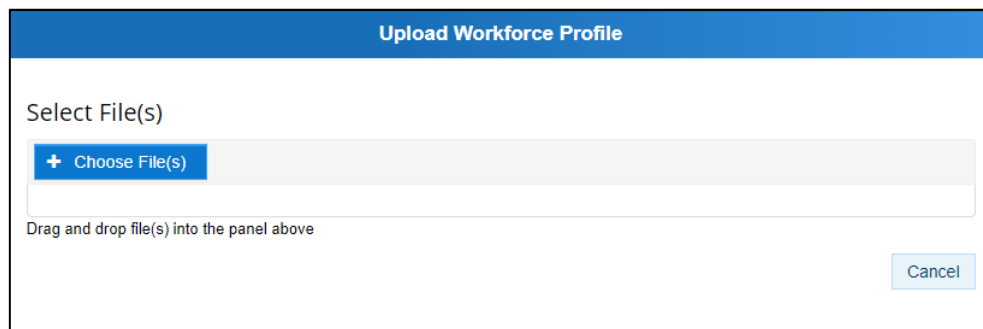 Upload Workforce Profile
Select File(s)
+ Choose File(s)
Drag and drop file(s) into the panel above
Cancel